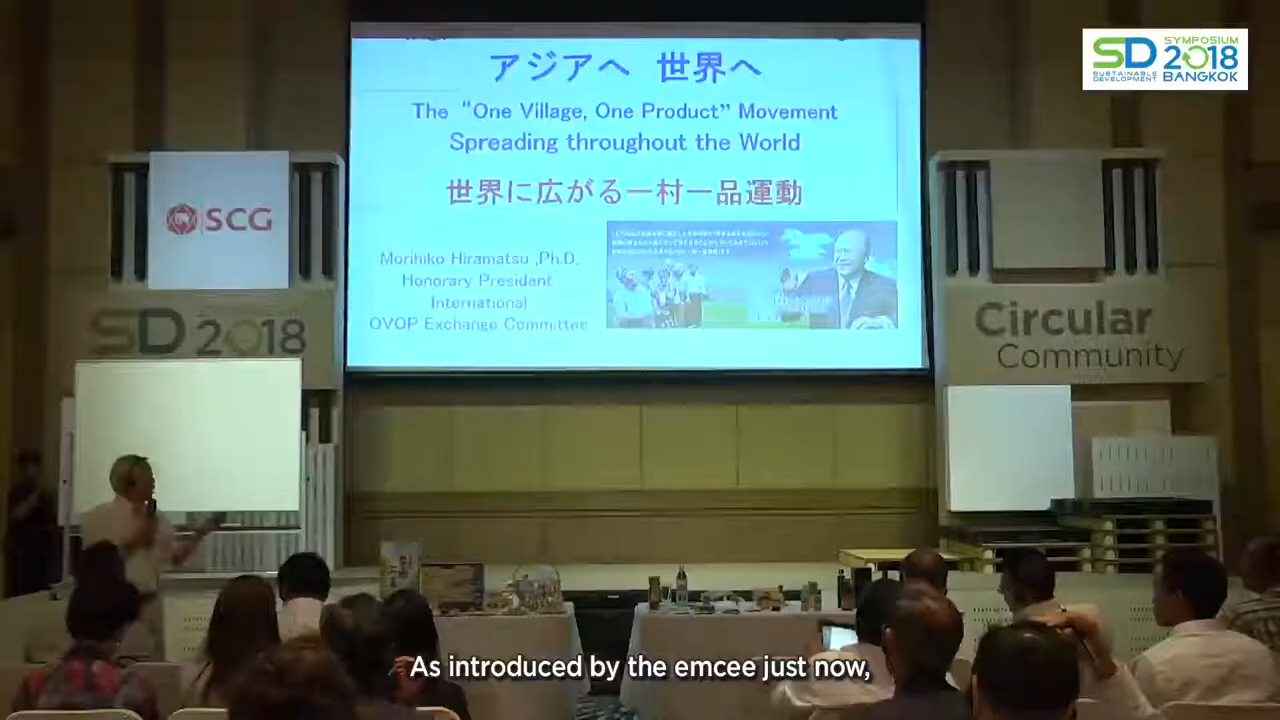 アジアへ 世界へ
The “One Village, One Product” Movement
Spreading throughout the World
世界に広がる一村一品運動
Morihiko Hiramatsu ,Ph.D.
Honorary President
International
OVOP Exchange Committee
SCG
SD 2018
Circular
Community
SD SYMPOSIUM 2018
SUSTAINABLE DEVELOPMENT BANGKOK
As introduced by the emcee just now,